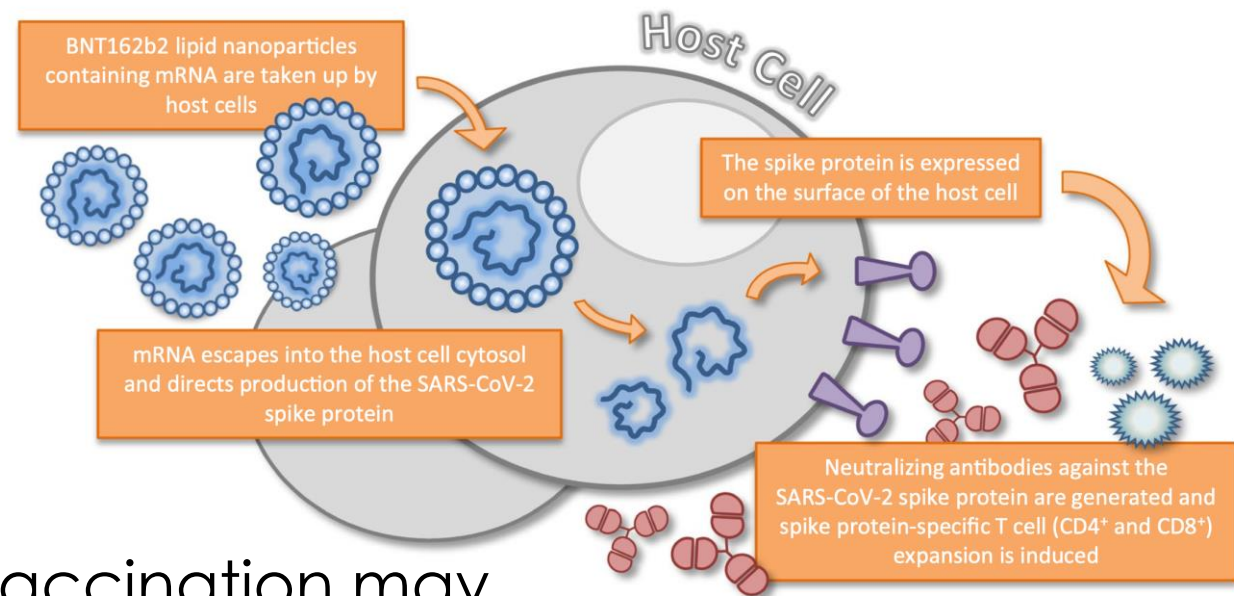 Host Cell
BNT162b2 lipid nanoparticles
containing mRNA are taken up by
host cells
The spike protein is expressed
on the surface of the host cell
mRNA escapes into the host cell cytosol
and directs production of the SARS-CoV-2
spike protein
Neutralizing antibodies against the
SARS-CoV-2 spike protein are generated and
spike protein-specific T cell (CD4⁺ and CD8⁺)
expansion is induced
accination may